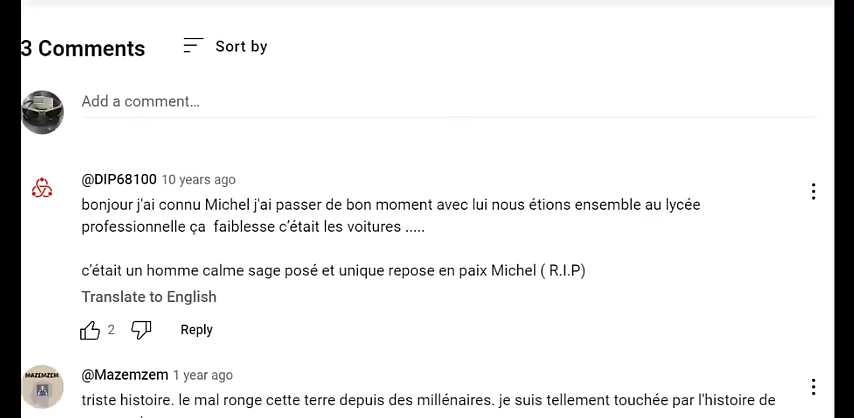 3 Comments
Sort by
Add a comment...
@DIP68100 10 years ago
bonjour j'ai connu Michel j'ai passer de bon moment avec lui nous étions ensemble au lycée
professionnelle ça  faiblesse c’était les voitures .....
c’était un homme calme sage posé et unique repose en paix Michel ( R.I.P)
Translate to English
2
Reply
MAZEMZEM
@Mazemzem 1 year ago
triste histoire. le mal ronge cette terre depuis des millénaires. je suis tellement touchée par l'histoire de